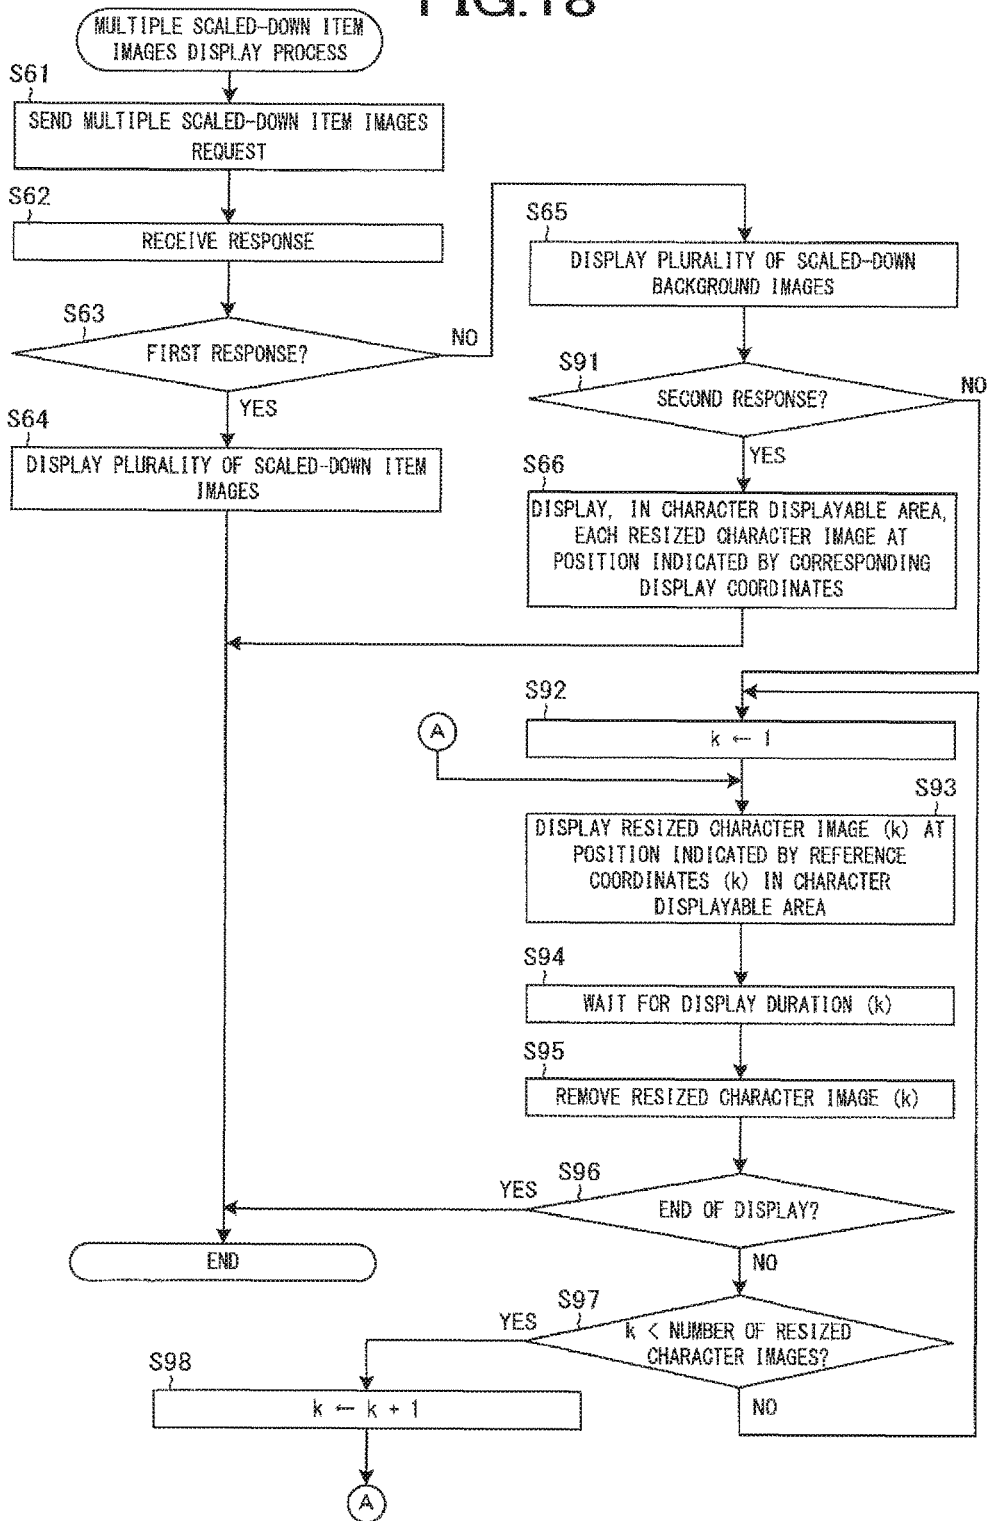 FIG.18
MULTIPLE SCALED-DOWN ITEM
IMAGES DISPLAY PROCESS
S61
SEND MULTIPLE SCALED-DOWN ITEM IMAGES
REQUEST
S62
RECEIVE RESPONSE
S63
FIRST RESPONSE?
NO
YES
S64
DISPLAY PLURALITY OF SCALED-DOWN ITEM
IMAGES
S65
DISPLAY PLURALITY OF SCALED-DOWN
BACKGROUND IMAGES
S91
SECOND RESPONSE?
NO
YES
S66
DISPLAY, IN CHARACTER DISPLAYABLE AREA,
EACH RESIZED CHARACTER IMAGE AT
POSITION INDICATED BY CORRESPONDING
DISPLAY COORDINATES
S92
k ← 1
A
S93
DISPLAY RESIZED CHARACTER IMAGE (k) AT
POSITION INDICATED BY REFERENCE
COORDINATES (k) IN CHARACTER
DISPLAYABLE AREA
S94
WAIT FOR DISPLAY DURATION (k)
S95
REMOVE RESIZED CHARACTER IMAGE (k)
S96
YES
END OF DISPLAY?
NO
END
S97
YES
k < NUMBER OF RESIZED
CHARACTER IMAGES?
NO
S98
k ← k + 1
A